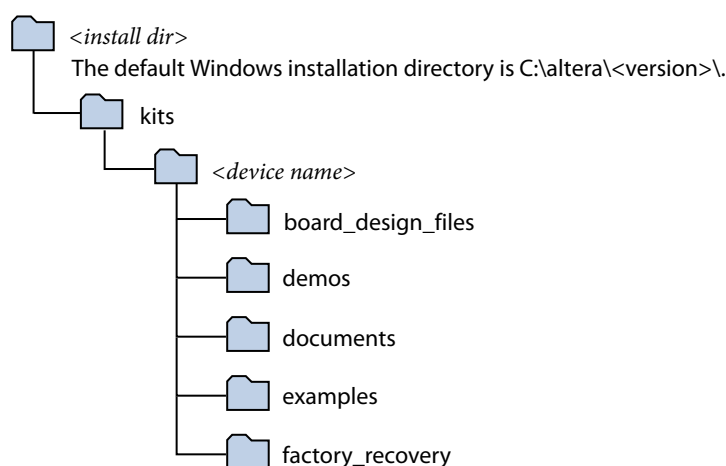 <install dir>
The default Windows installation directory is C:\altera\<version>\.
kits
<device name>
board_design_files
demos
documents
examples
factory_recovery